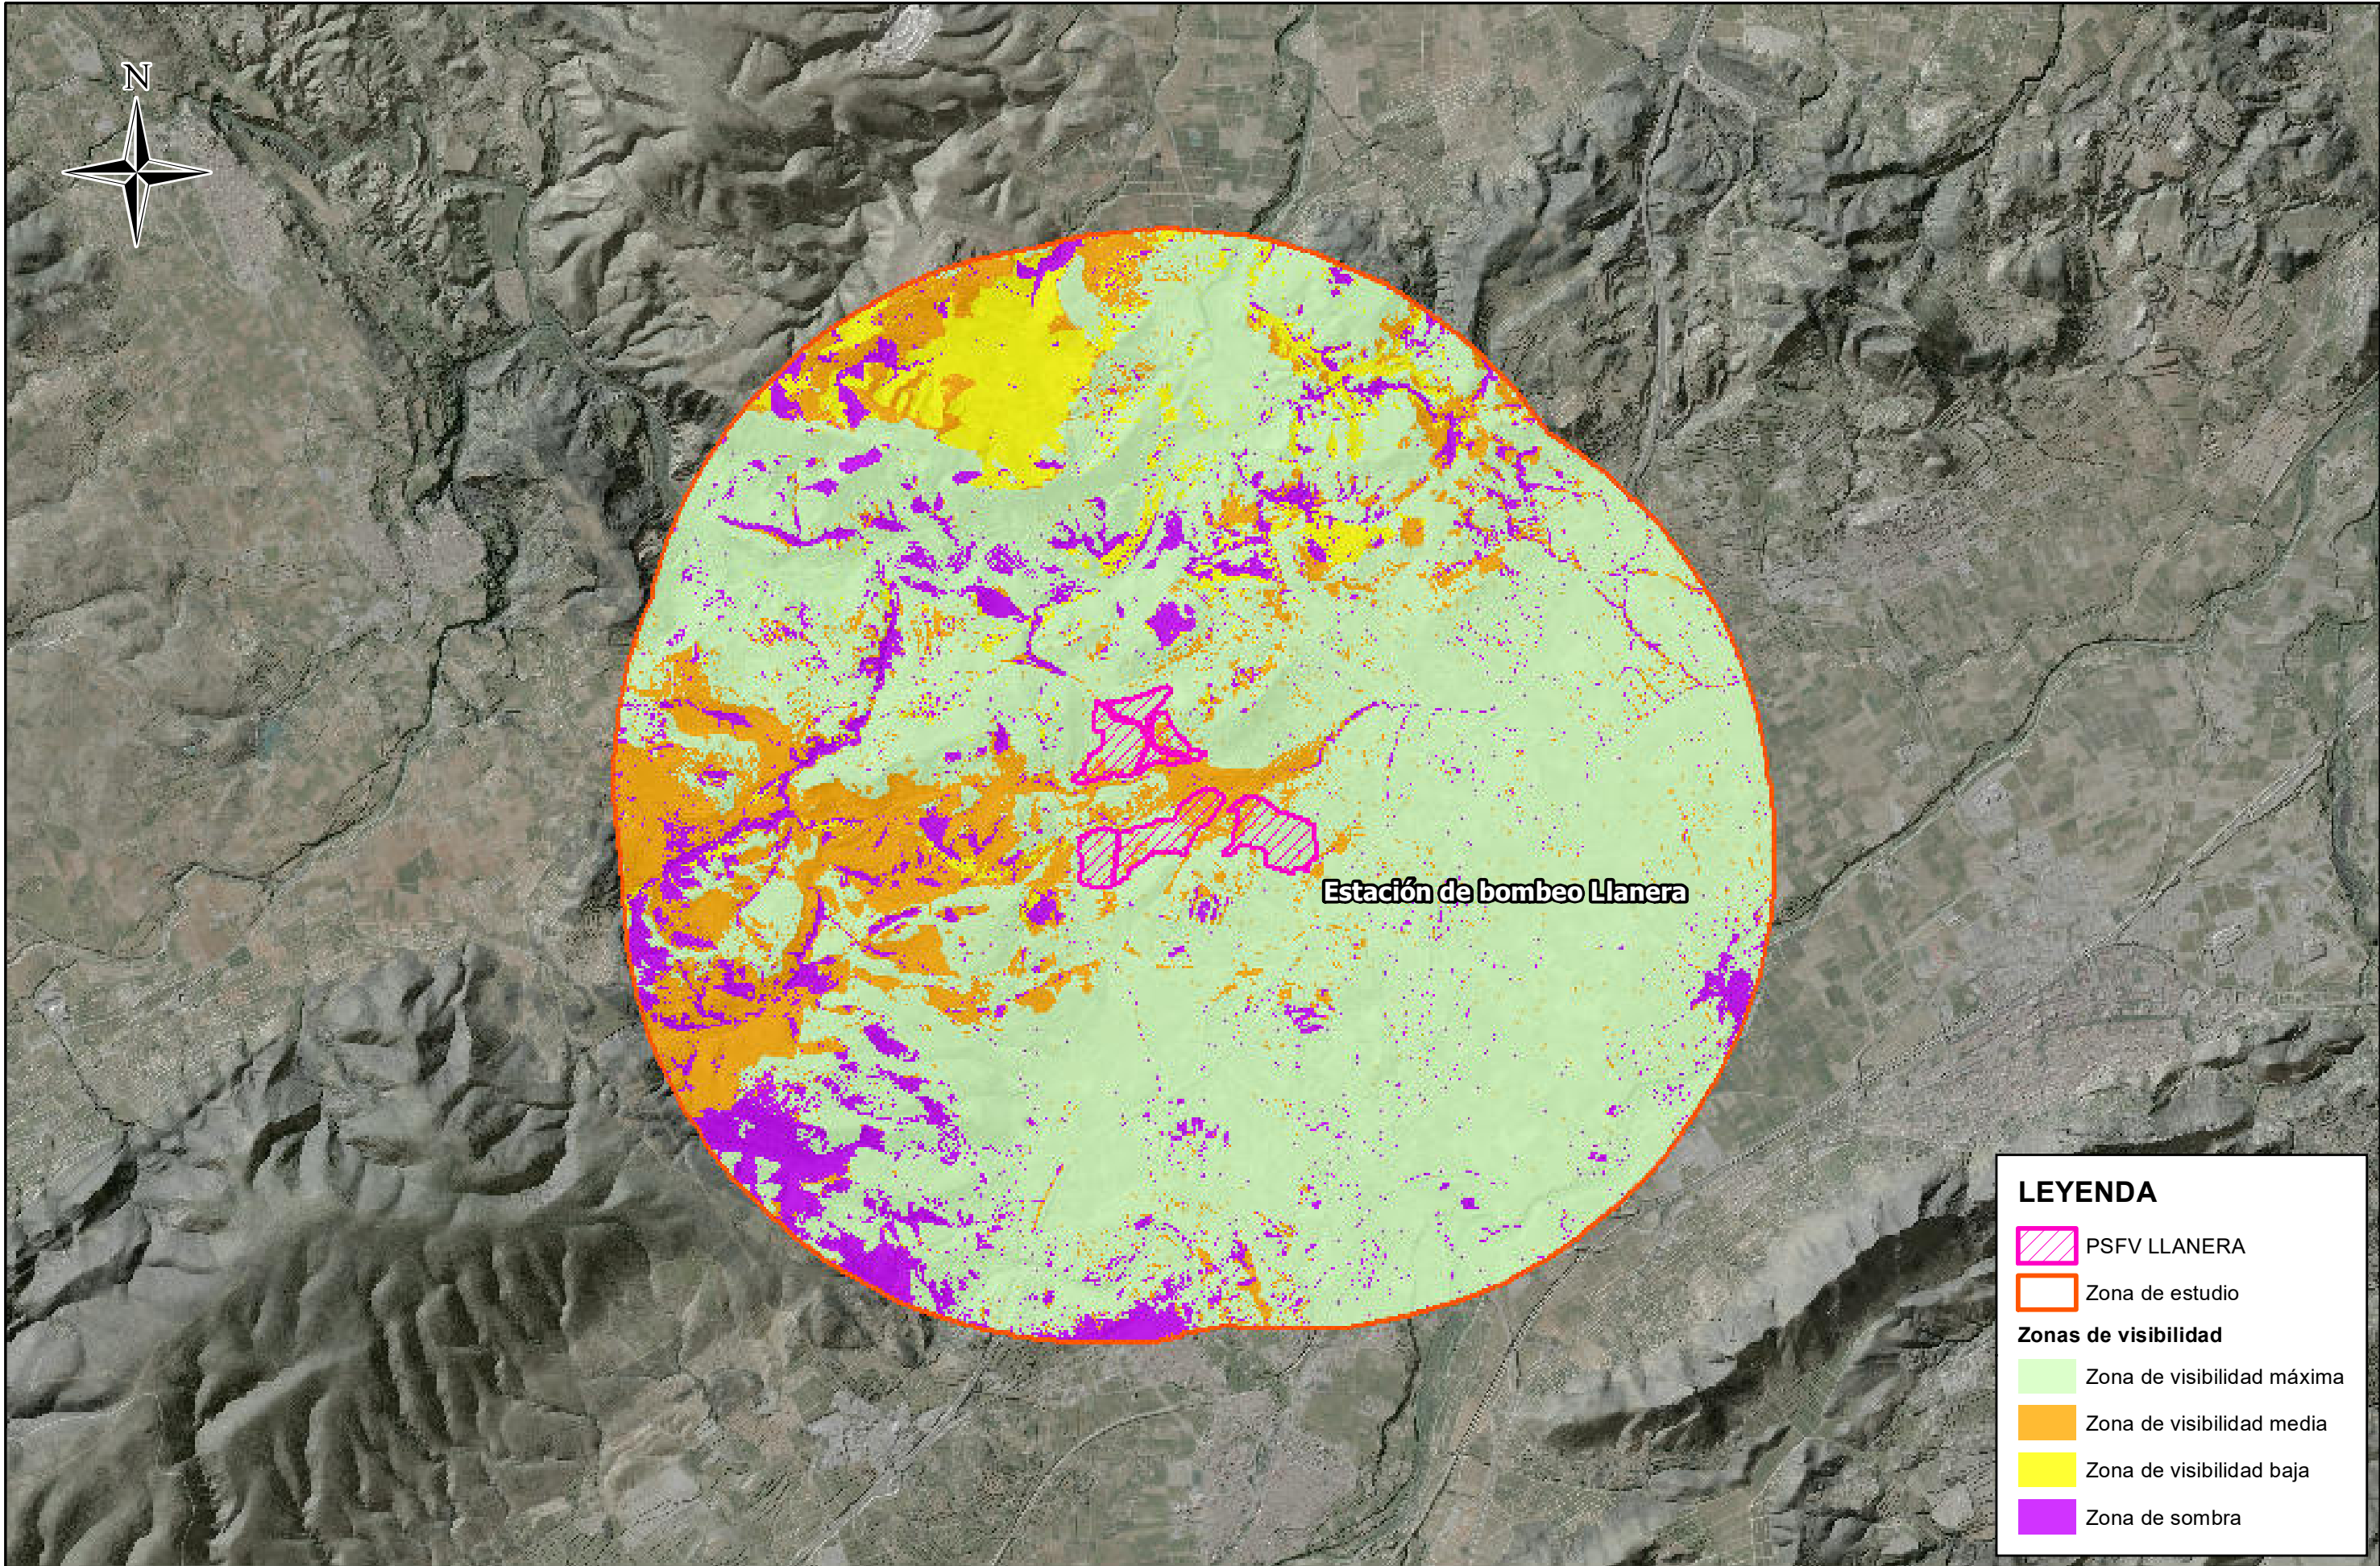 N
Estación de bombeo Llanera
LEYENDA
PSFV LLANERA
Zona de estudio
Zonas de visibilidad
Zona de visibilidad máxima
Zona de visibilidad media
Zona de visibilidad baja
Zona de sombra